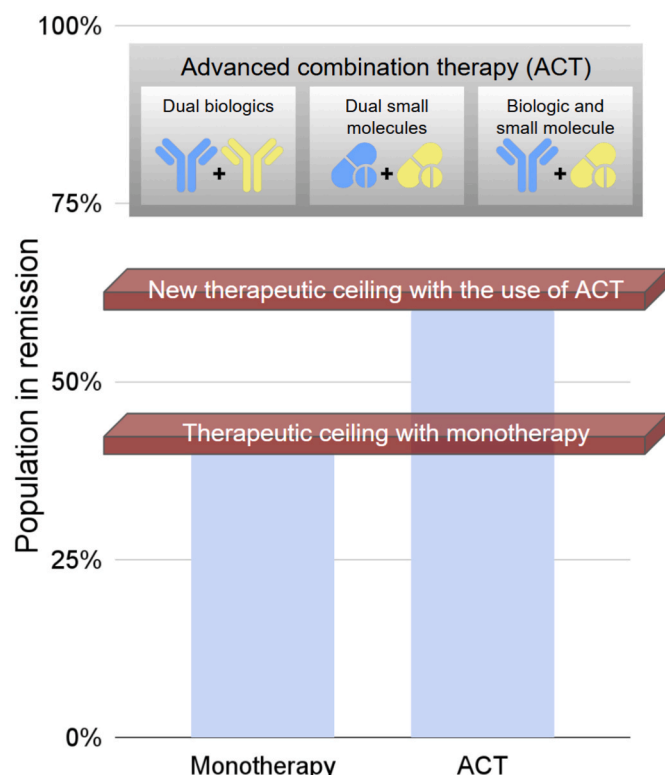 100%
Advanced combination therapy (ACT)
Dual biologics
+
Dual small
molecules
+
Biologic and
small molecule
+
75%
New therapeutic ceiling with the use of ACT
50%
Therapeutic ceiling with monotherapy
Population in remission
25%
0%
Monotherapy
ACT